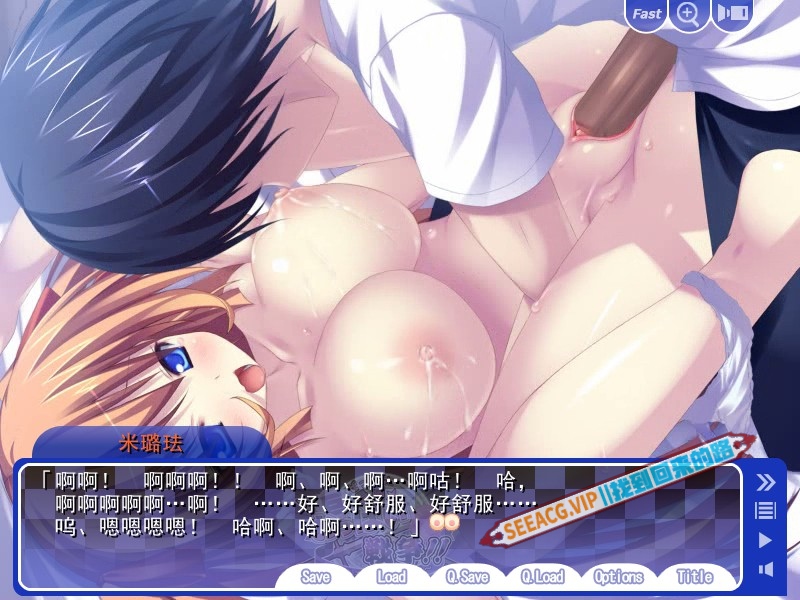 Fast
米璐珐
「啊啊！　啊啊啊！！　啊、啊、啊…啊咕！　哈，
啊啊啊啊啊…啊！　……好、好舒服、好舒服……
呜、嗯嗯嗯嗯！　哈啊、哈啊……！」
SEEACG.VIP||找到回来的路
Save Load Q.Save Q.Load Options Title